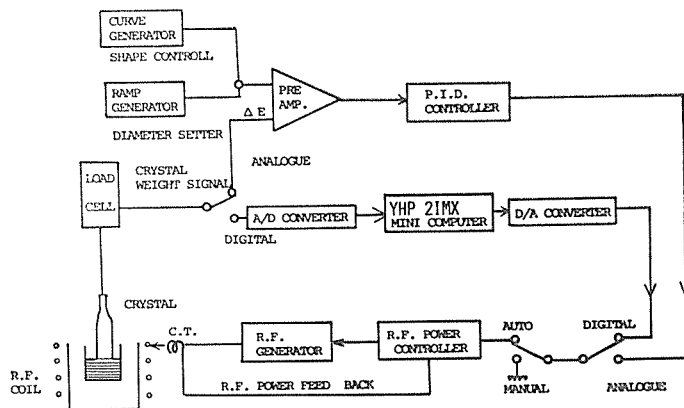 CURVE
GENERATOR
SHAPE CONTROLL
RAMP
GENERATOR
DIAMETER SETTER
PRE
AMP.
Δ E
P.I.D.
CONTROLLER
ANALOGUE
CRYSTAL
WEIGHT SIGNAL
LOAD
CELL
A/D CONVERTER
DIGITAL
YHP 21MX
MINI COMPUTER
D/A CONVERTER
CRYSTAL
C.T.
R.F.
GENERATOR
R.F. POWER
CONTROLLER
AUTO
DIGITAL
MANUAL
ANALOGUE
R.F.
COIL
R.F. POWER FEED BACK